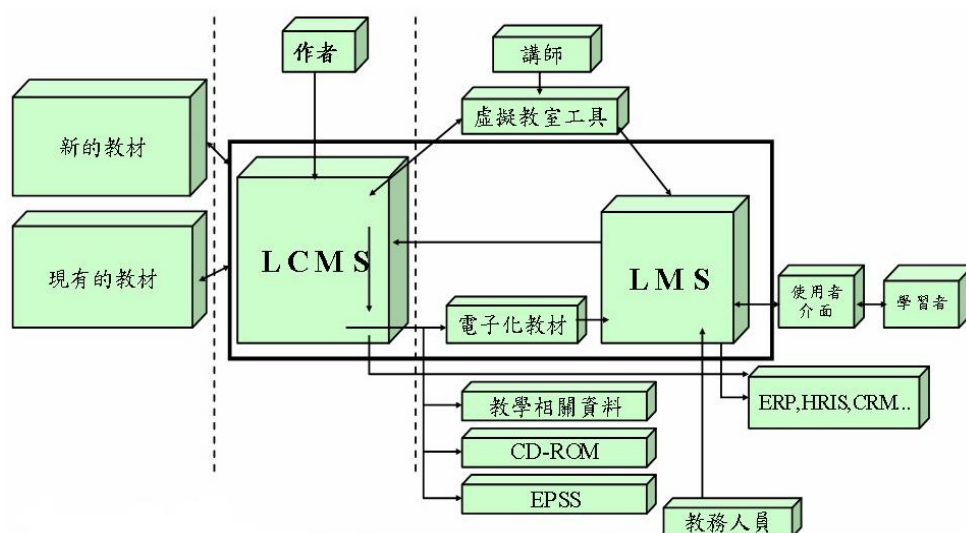 作者
講師
虛擬教室工具
新的教材
現有的教材
LCMS
LMS
電子化教材
使用者
介面
學習者
教學相關資料
CD-ROM
EPSS
ERP,HRIS,CRM...
教務人員